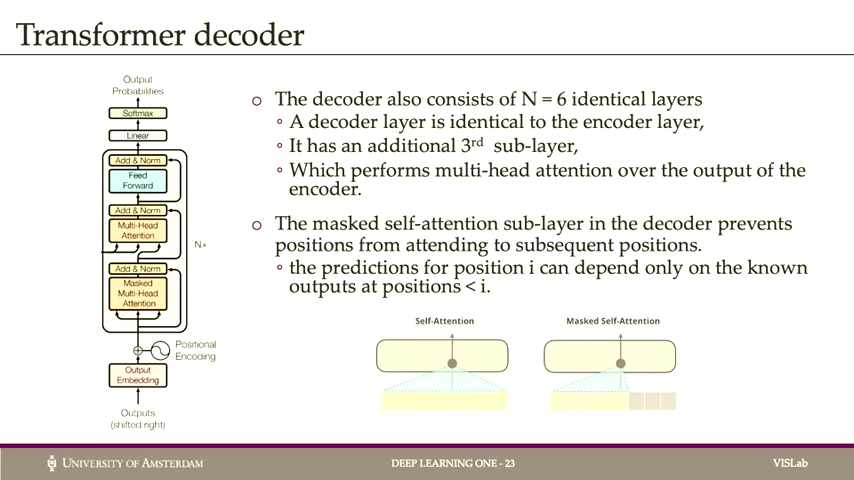 Transformer decoder
Output
Probabilities
Softmax
Linear
Add & Norm
Feed
Forward
Add & Norm
Multi-Head
Attention
Add & Norm
Masked
Multi-Head
Attention
N×
Positional
Encoding
Output
Embedding
Outputs
(shifted right)
The decoder also consists of N = 6 identical layers
A decoder layer is identical to the encoder layer,
It has an additional 3rd sub-layer,
Which performs multi-head attention over the output of the
encoder.
The masked self-attention sub-layer in the decoder prevents
positions from attending to subsequent positions.
the predictions for position i can depend only on the known
outputs at positions < i.
Self-Attention
Masked Self-Attention
UNIVERSITY OF AMSTERDAM
DEEP LEARNING ONE - 23
VISLab